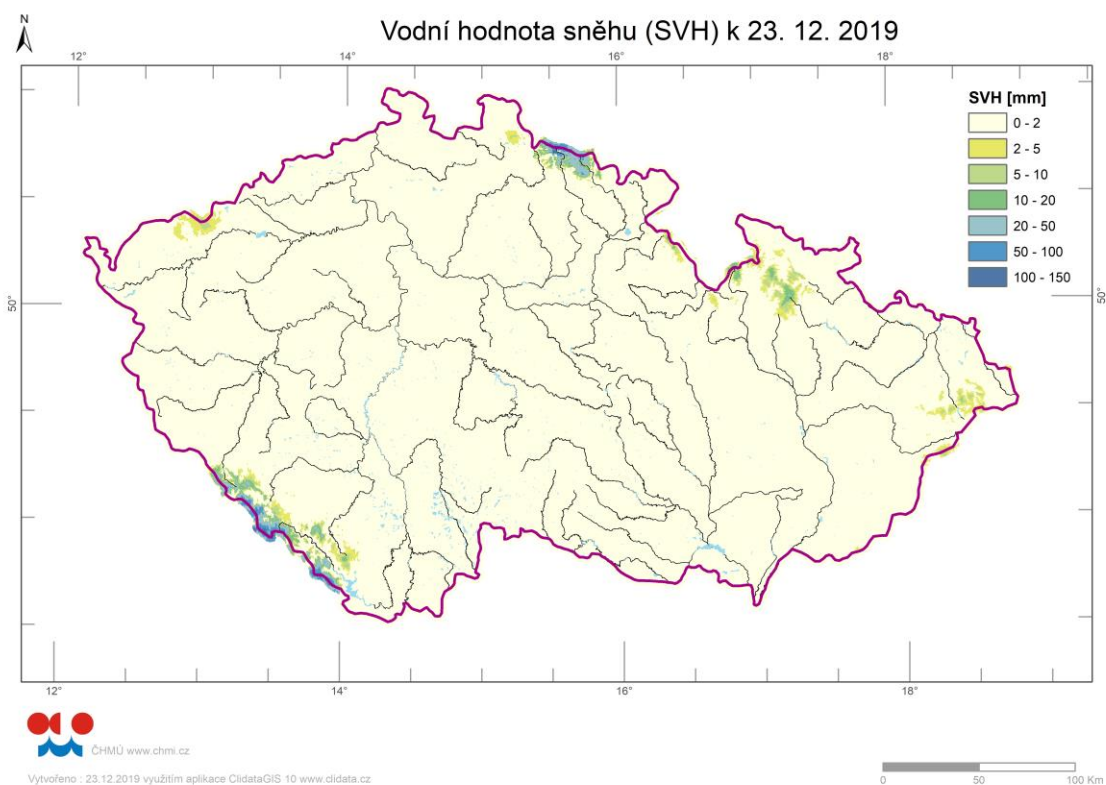 N
Vodní hodnota sněhu (SVH) k 23. 12. 2019
12°
14°
16°
18°
SVH [mm]
0 - 2
2 - 5
5 - 10
10 - 20
20 - 50
50 - 100
100 - 150
50°
50°
12°
14°
16°
18°
ČHMÚ www.chmi.cz
Vytvořeno : 23.12.2019 využitím aplikace ClidataGIS 10 www.clidata.cz
0 50 100 Km